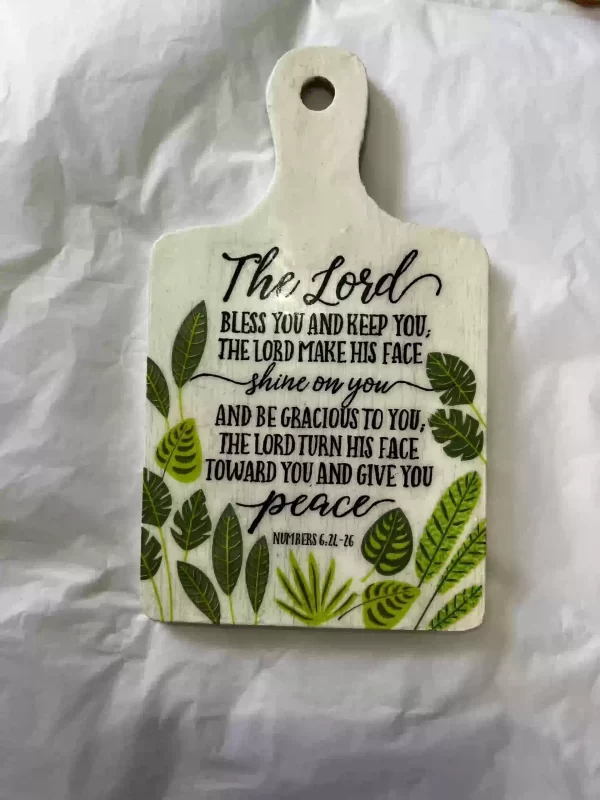 The Lord
BLESS YOU AND KEEP YOU;
THE LORD MAKE HIS FACE
shine on you
AND BE GRACIOUS TO YOU;
THE LORD TURN HIS FACE
TOWARD YOU AND GIVE YOU
peace
NUMBERS 6:24-26